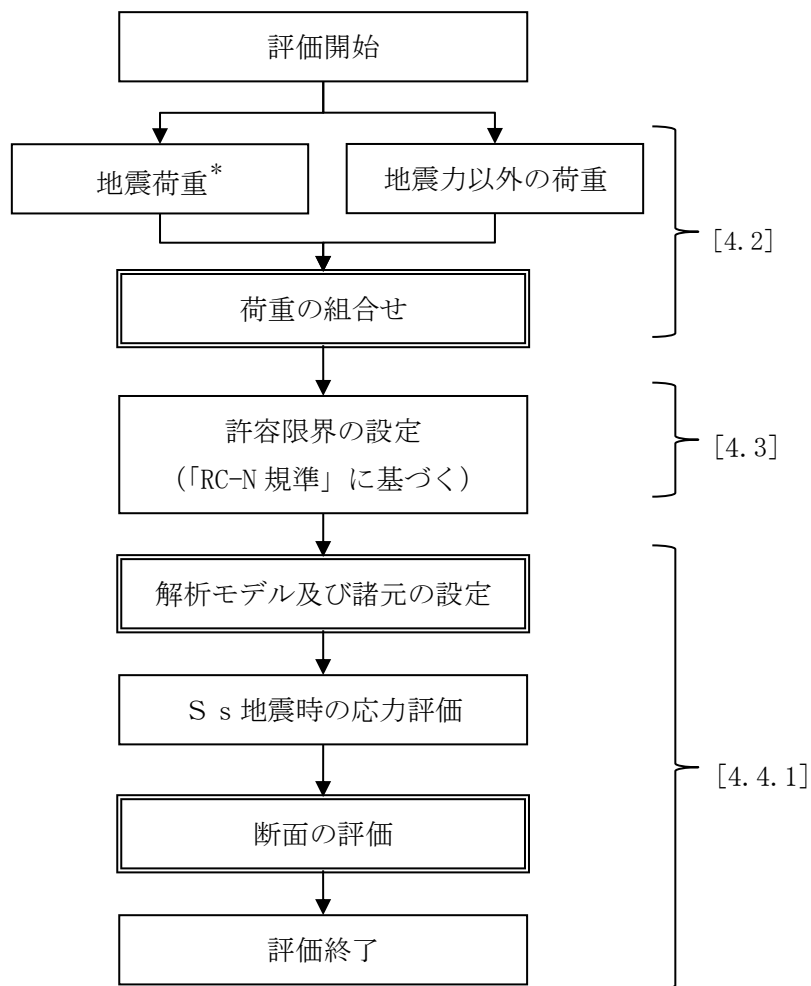 評価開始
地震荷重*
地震力以外の荷重
[4.2]
荷重の組合せ
許容限界の設定
(「RC-N 規準」に基づく)
[4.3]
解析モデル及び諸元の設定
Ｓｓ地震時の応力評価
[4.4.1]
断面の評価
評価終了